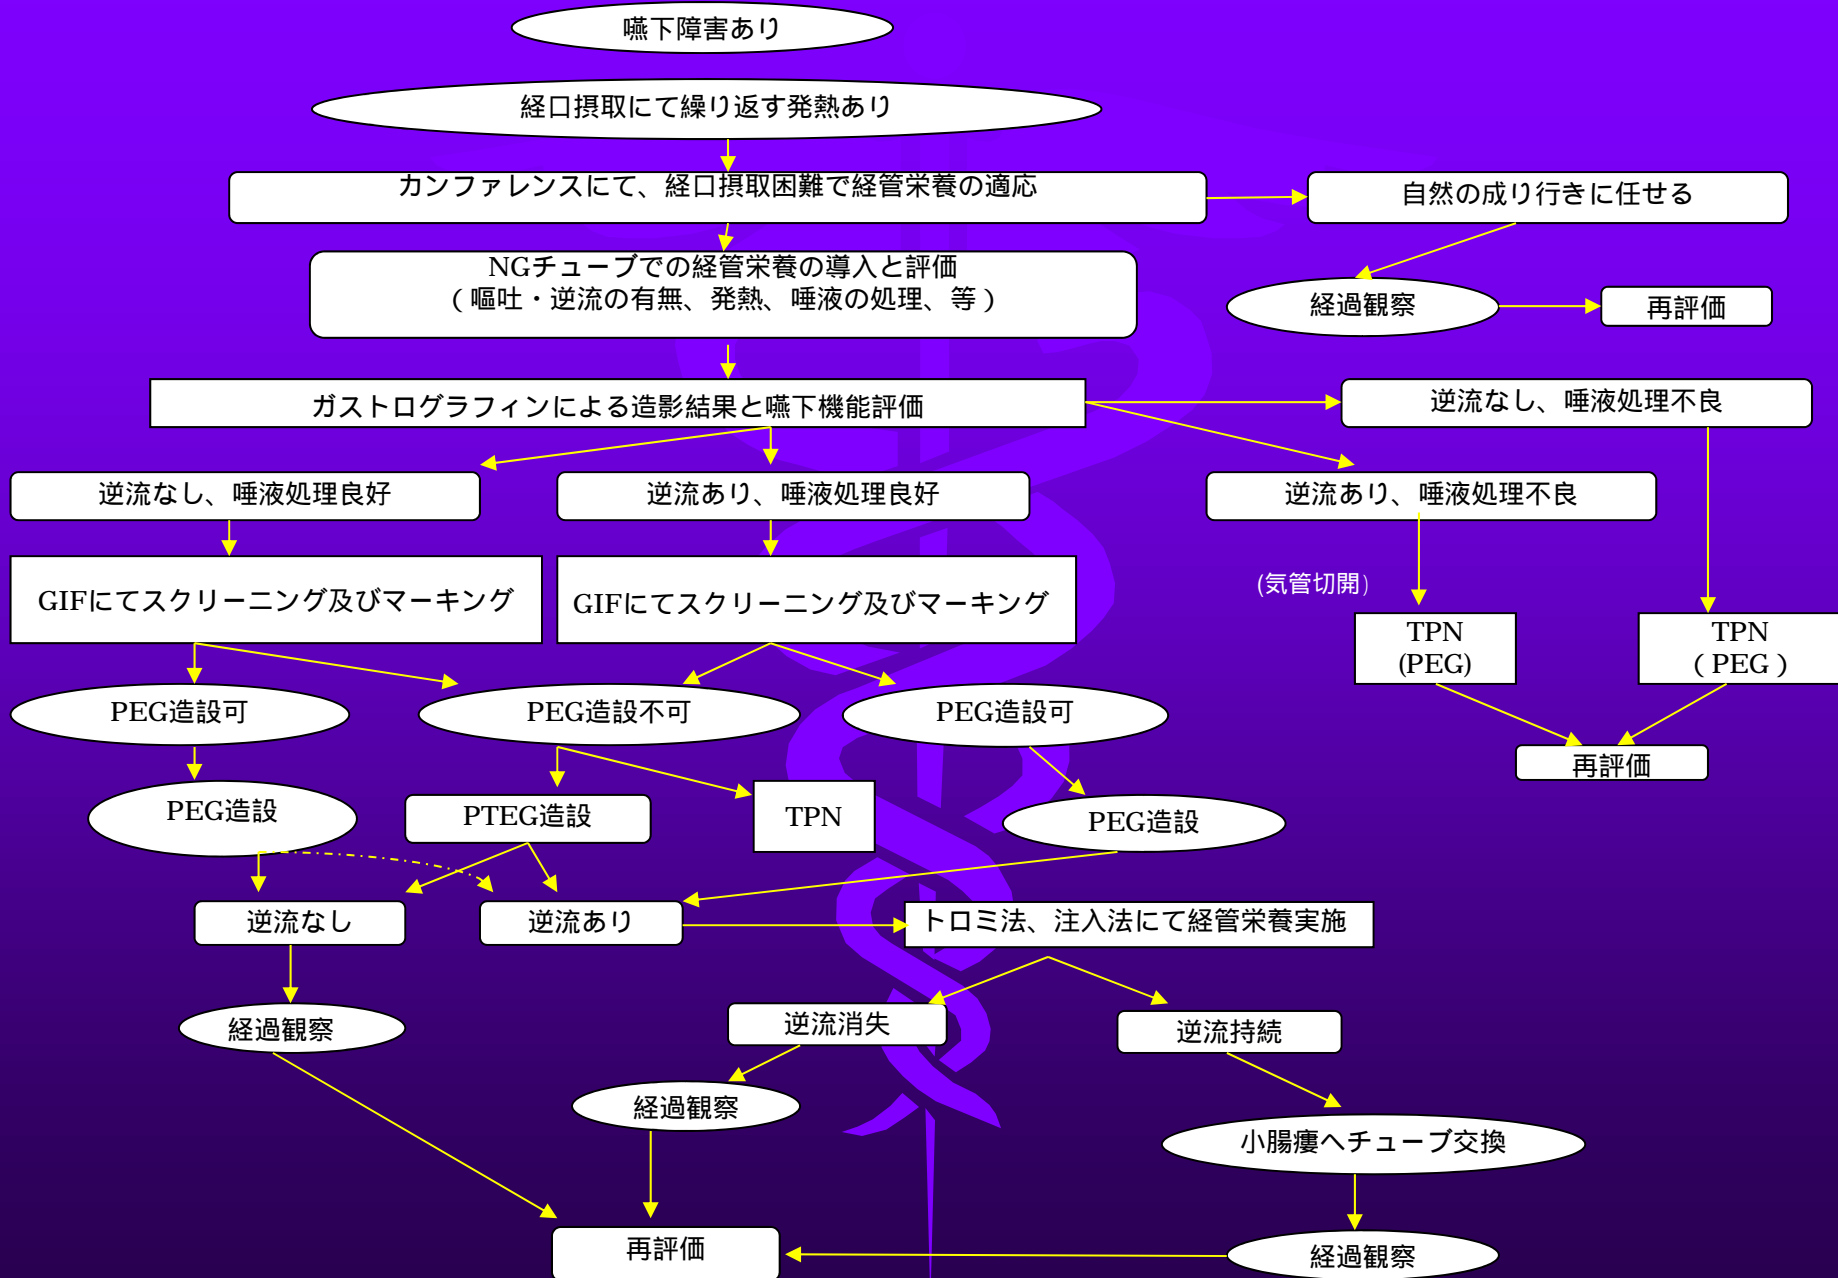 嚥下障害あり
経口摂取にて繰り返す発熱あり
カンファレンスにて、経口摂取困難で経管栄養の適応
自然の成り行きに任せる
NGチューブでの経管栄養の導入と評価
（嘔吐・逆流の有無、発熱、唾液の処理、等）
経過観察
再評価
ガストログラフィンによる造影結果と嚥下機能評価
逆流なし、唾液処理不良
逆流なし、唾液処理良好
逆流あり、唾液処理良好
逆流あり、唾液処理不良
GIFにてスクリーニング及びマーキング
GIFにてスクリーニング及びマーキング
(気管切開)
TPN
(PEG)
TPN
（PEG）
PEG造設可
PEG造設不可
PEG造設可
再評価
PEG造設
PTEG造設
TPN
PEG造設
逆流なし
逆流あり
トロミ法、注入法にて経管栄養実施
経過観察
逆流消失
逆流持続
経過観察
小腸瘻へチューブ交換
再評価
経過観察